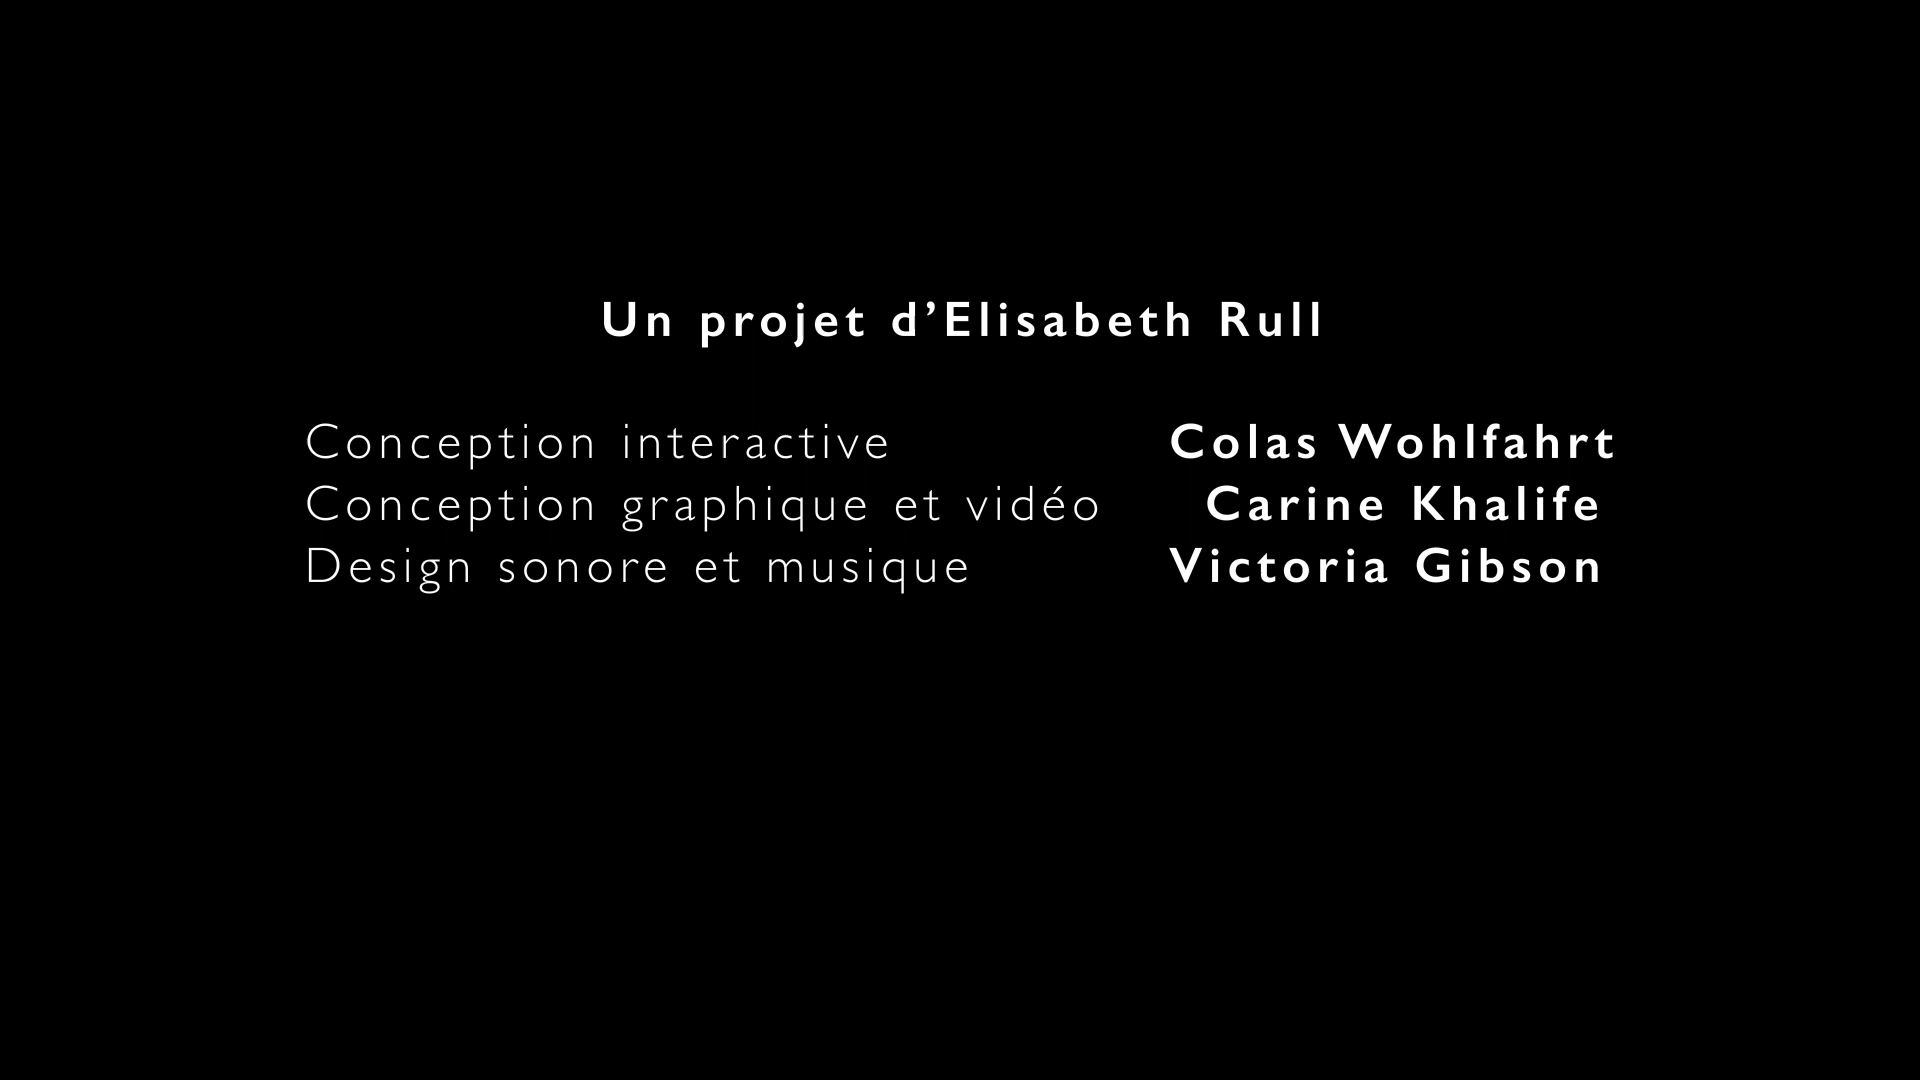 Un projet d’Elisabeth Rull
Conception interactive Colas Wohlfahrt
Conception graphique et vidéo Carine Khalife
Design sonore et musique Victoria Gibson